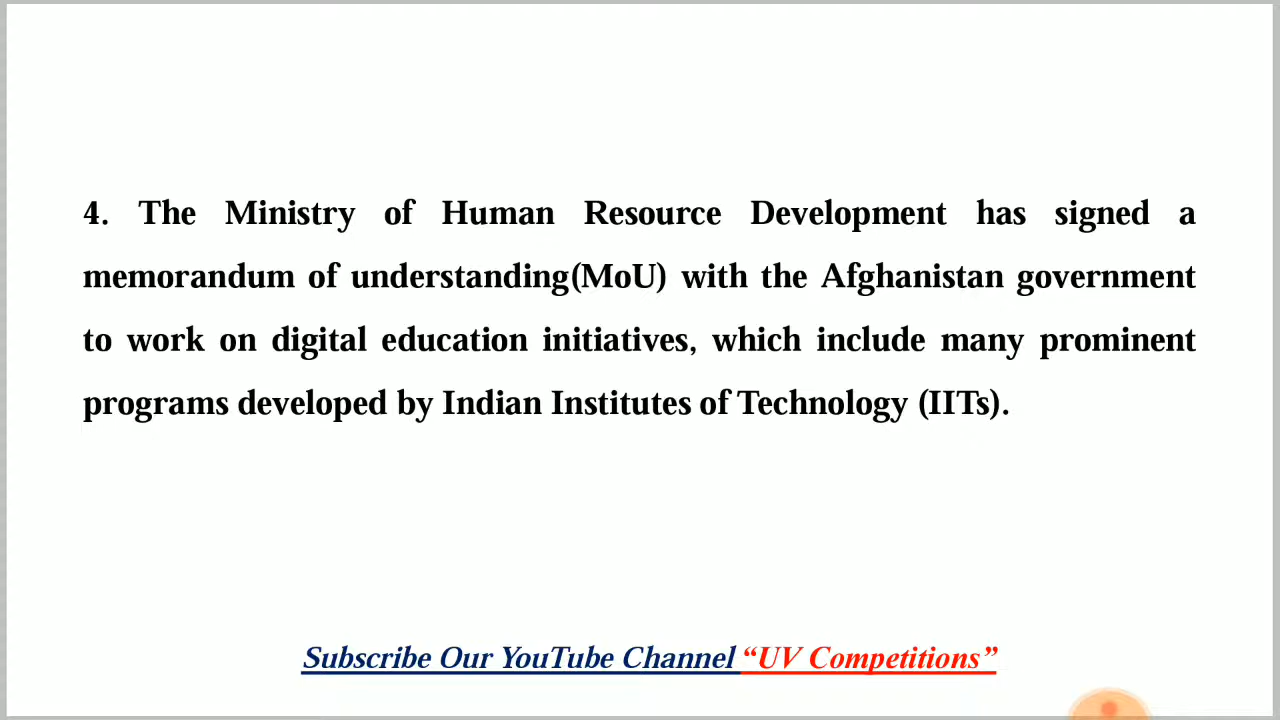 4. The Ministry of Human Resource Development has signed a
memorandum of understanding(MoU) with the Afghanistan government
to work on digital education initiatives, which include many prominent
programs developed by Indian Institutes of Technology (IITs).
Subscribe Our YouTube Channel “UV Competitions”